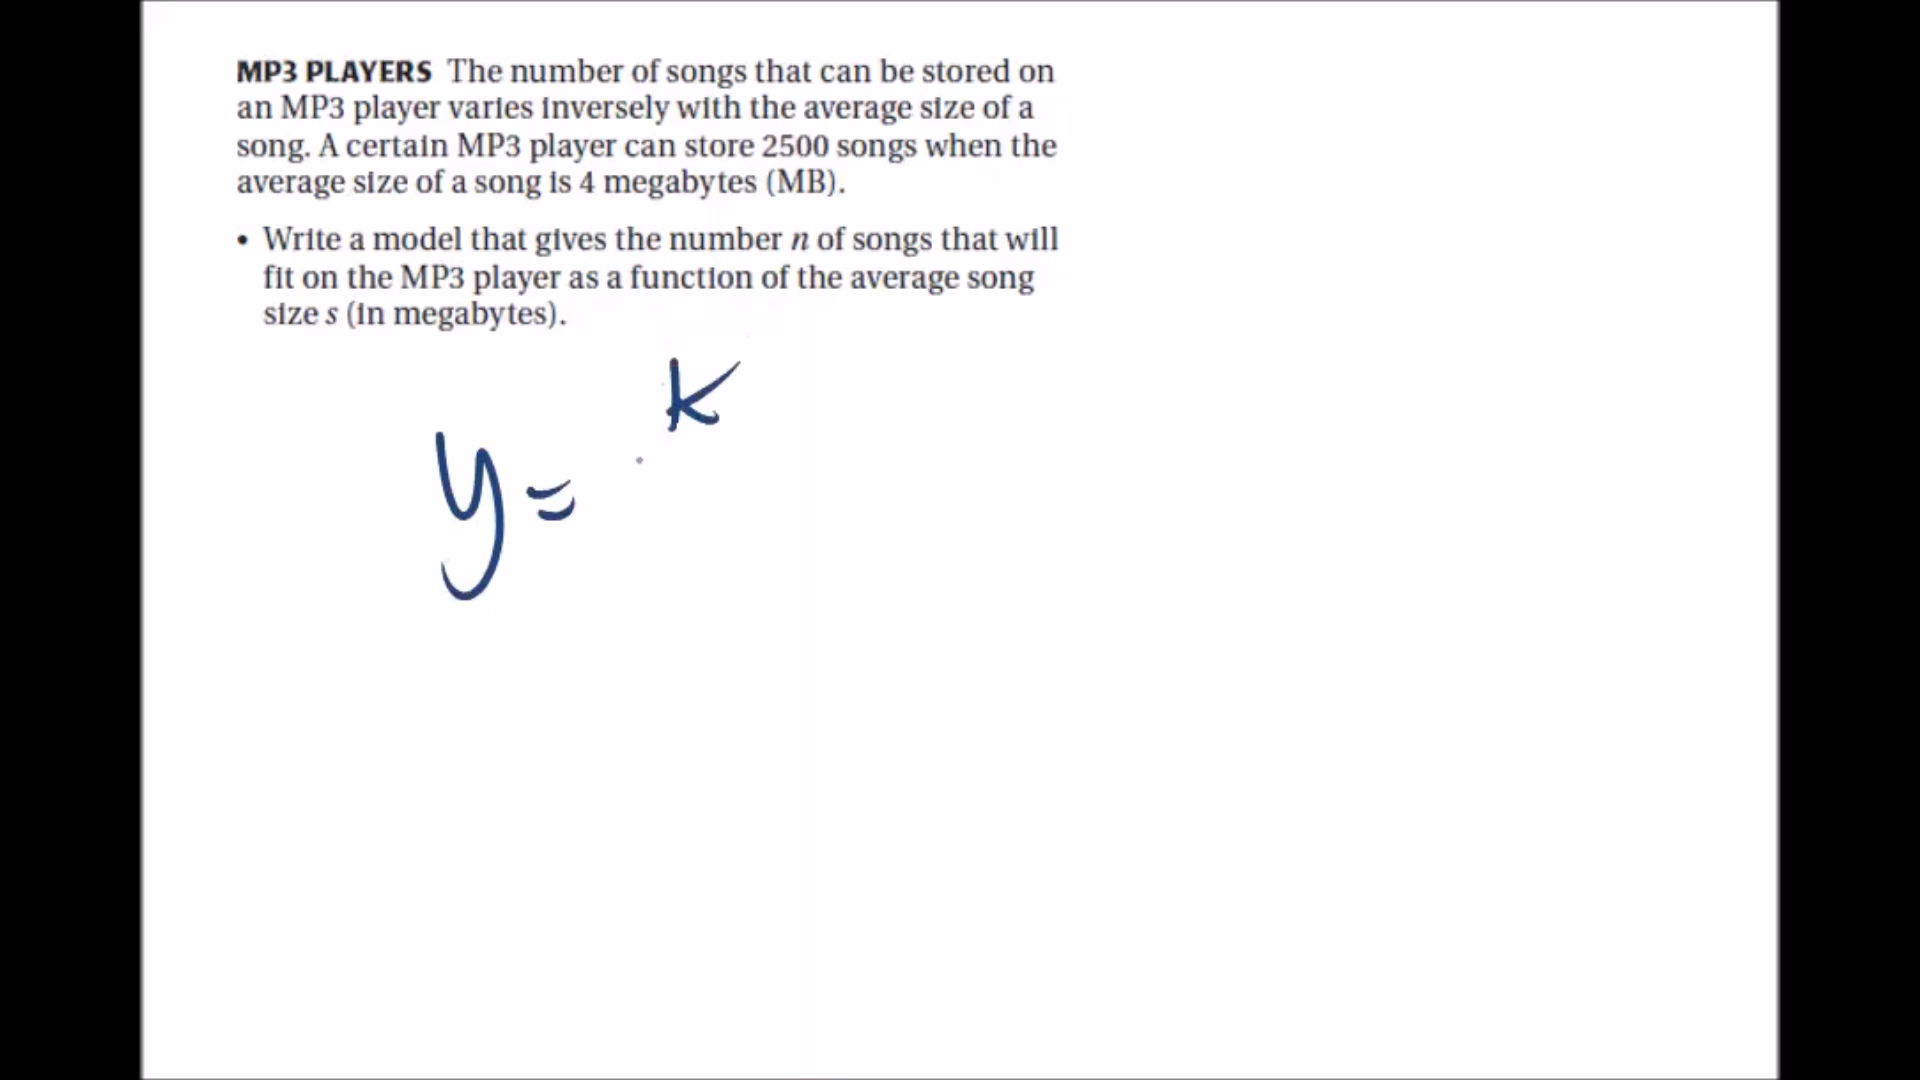 MP3 PLAYERS The number of songs that can be stored on
an MP3 player varies inversely with the average size of a
song. A certain MP3 player can store 2500 songs when the
average size of a song is 4 megabytes (MB).
• Write a model that gives the number n of songs that will
fit on the MP3 player as a function of the average song
size s (in megabytes).
k
y =